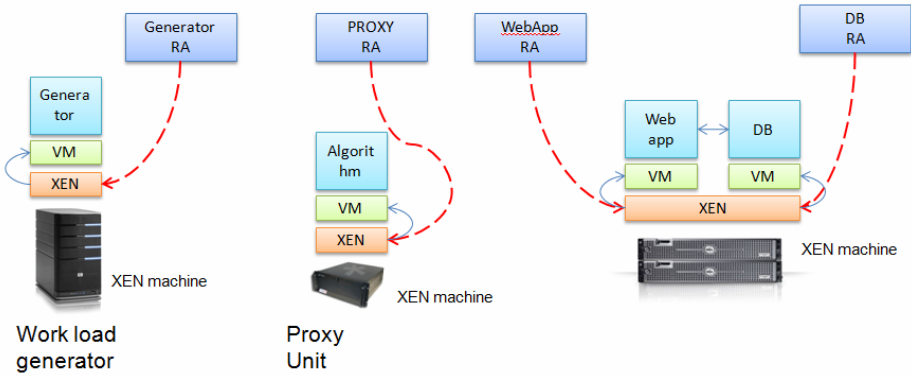 Generator
RA
PROXY
RA
WebApp
RA
DB
RA
Genera
tor
VM
XEN
XEN machine
Work load
generator
Algorit
hm
VM
XEN
XEN machine
Proxy
Unit
Web
app
DB
VM
VM
XEN
XEN machine